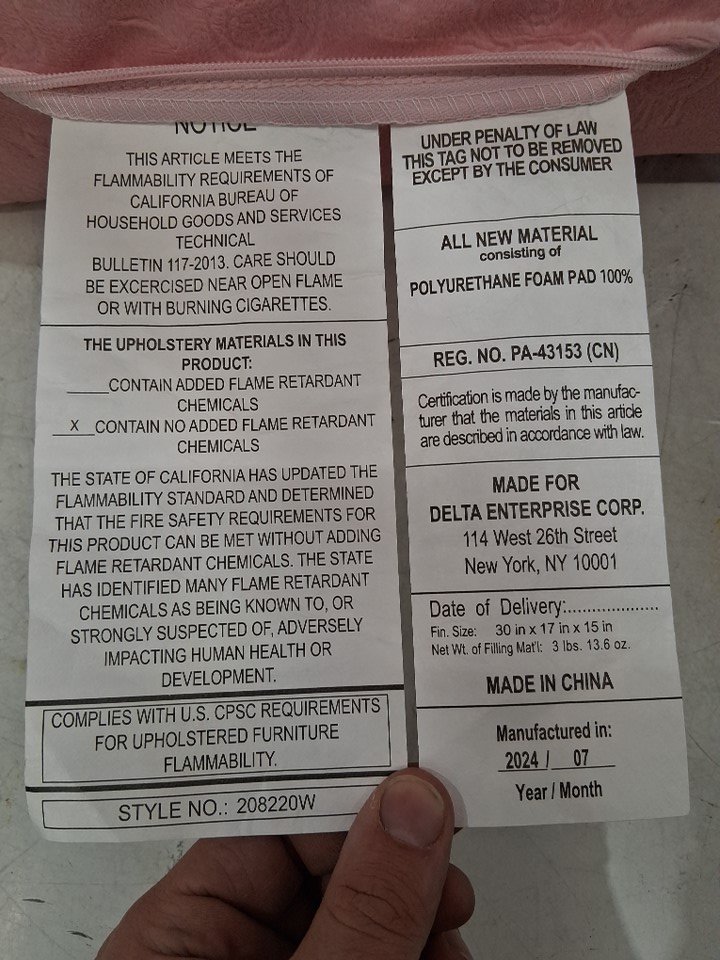 NOTICE
THIS ARTICLE MEETS THE
FLAMMABILITY REQUIREMENTS OF
CALIFORNIA BUREAU OF
HOUSEHOLD GOODS AND SERVICES
TECHNICAL
BULLETIN 117-2013. CARE SHOULD
BE EXCERCISED NEAR OPEN FLAME
OR WITH BURNING CIGARETTES.
THE UPHOLSTERY MATERIALS IN THIS
PRODUCT:
_____CONTAIN ADDED FLAME RETARDANT
CHEMICALS
__X__CONTAIN NO ADDED FLAME RETARDANT
CHEMICALS
THE STATE OF CALIFORNIA HAS UPDATED THE
FLAMMABILITY STANDARD AND DETERMINED
THAT THE FIRE SAFETY REQUIREMENTS FOR
THIS PRODUCT CAN BE MET WITHOUT ADDING
FLAME RETARDANT CHEMICALS. THE STATE
HAS IDENTIFIED MANY FLAME RETARDANT
CHEMICALS AS BEING KNOWN TO, OR
STRONGLY SUSPECTED OF, ADVERSELY
IMPACTING HUMAN HEALTH OR
DEVELOPMENT.
COMPLIES WITH U.S. CPSC REQUIREMENTS
FOR UPHOLSTERED FURNITURE
FLAMMABILITY.
STYLE NO.: 208220W
UNDER PENALTY OF LAW
THIS TAG NOT TO BE REMOVED
EXCEPT BY THE CONSUMER
ALL NEW MATERIAL
consisting of
POLYURETHANE FOAM PAD 100%
REG. NO. PA-43153 (CN)
Certification is made by the manufac-
turer that the materials in this article
are described in accordance with law.
MADE FOR
DELTA ENTERPRISE CORP.
114 West 26th Street
New York, NY 10001
Date of Delivery:....................
Fin. Size: 30 in x 17 in x 15 in
Net Wt. of Filling Mat'l: 3 lbs. 13.6 oz.
MADE IN CHINA
Manufactured in:
2024 / 07
Year / Month